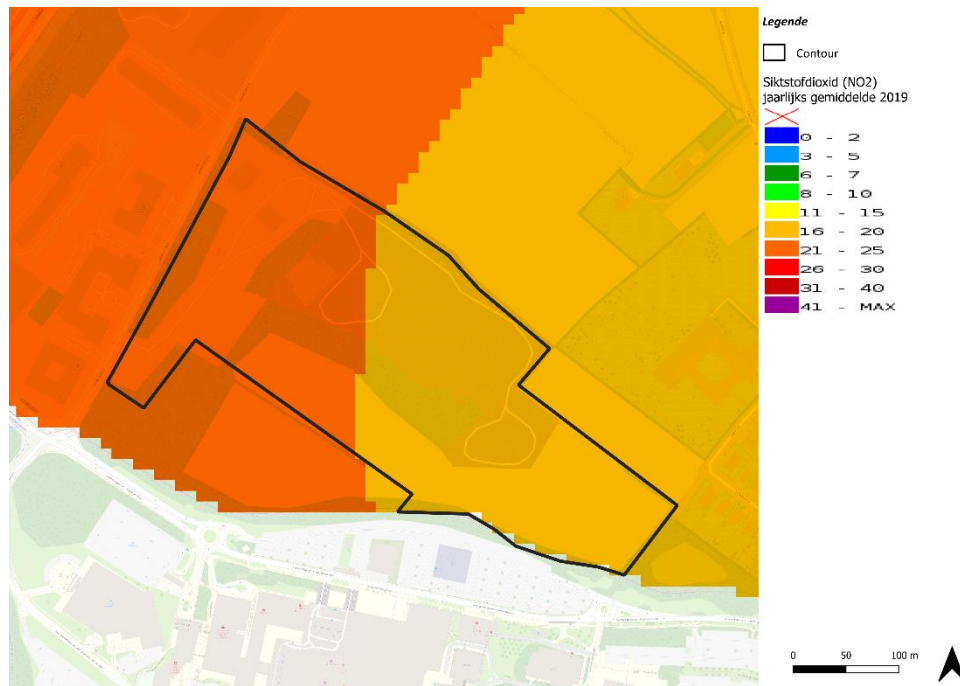 Legende
Contour
Siktstofdioxid (NO2)
jaarlijks gemiddelde 2019
0 - 2
3 - 5
6 - 7
8 - 10
11 - 15
16 - 20
21 - 25
26 - 30
31 - 40
41 - MAX
0 50 100 m